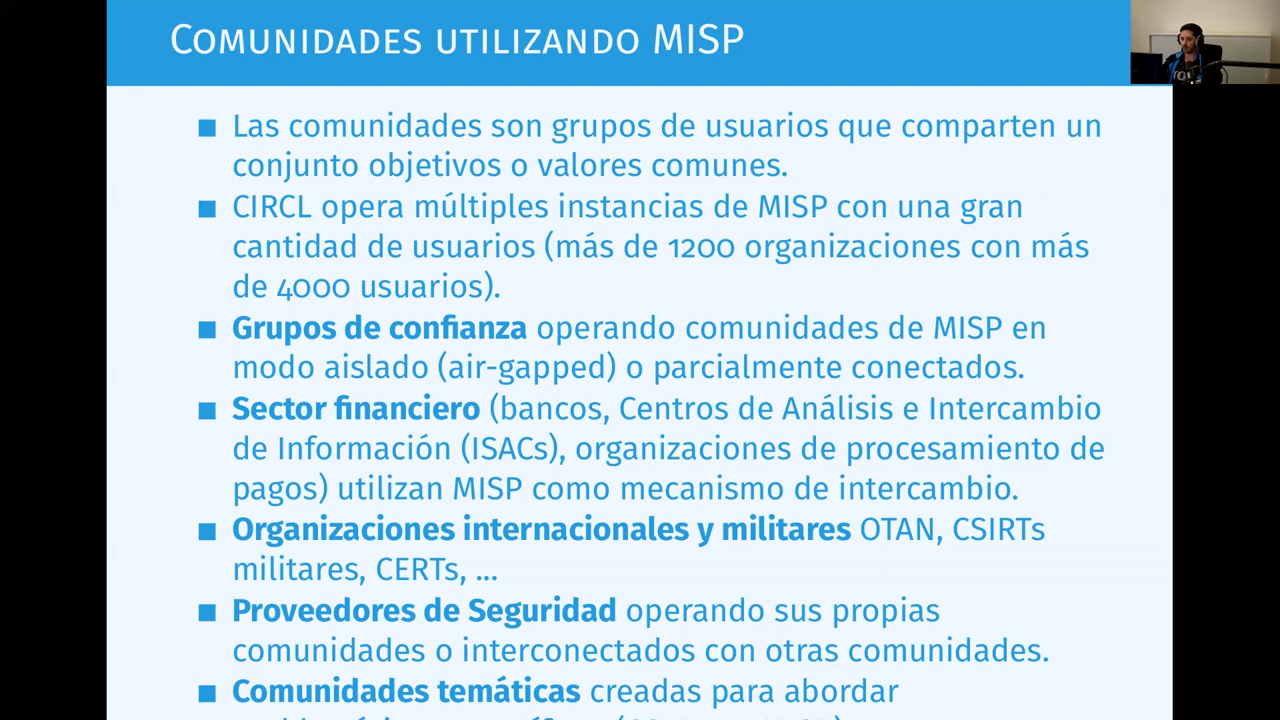 Comunidades utilizando MISP
■ Las comunidades son grupos de usuarios que comparten un
conjunto objetivos o valores comunes.
■ CIRCL opera múltiples instancias de MISP con una gran
cantidad de usuarios (más de 1200 organizaciones con más
de 4000 usuarios).
■ Grupos de confianza operando comunidades de MISP en
modo aislado (air-gapped) o parcialmente conectados.
■ Sector financiero (bancos, Centros de Análisis e Intercambio
de Información (ISACs), organizaciones de procesamiento de
pagos) utilizan MISP como mecanismo de intercambio.
■ Organizaciones internacionales y militares OTAN, CSIRTs
militares, CERTs, ...
■ Proveedores de Seguridad operando sus propias
comunidades o interconectados con otras comunidades.
■ Comunidades temáticas creadas para abordar